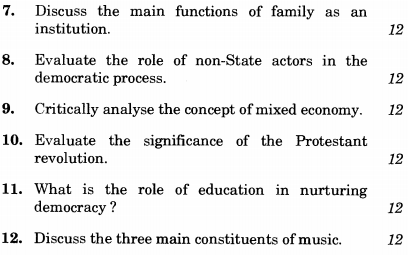 7. Discuss the main functions of family as an
institution. 12
8. Evaluate the role of non-State actors in the
democratic process. 12
9. Critically analyse the concept of mixed economy. 12
10. Evaluate the significance of the Protestant
revolution. 12
11. What is the role of education in nurturing
democracy ? 12
12. Discuss the three main constituents of music. 12